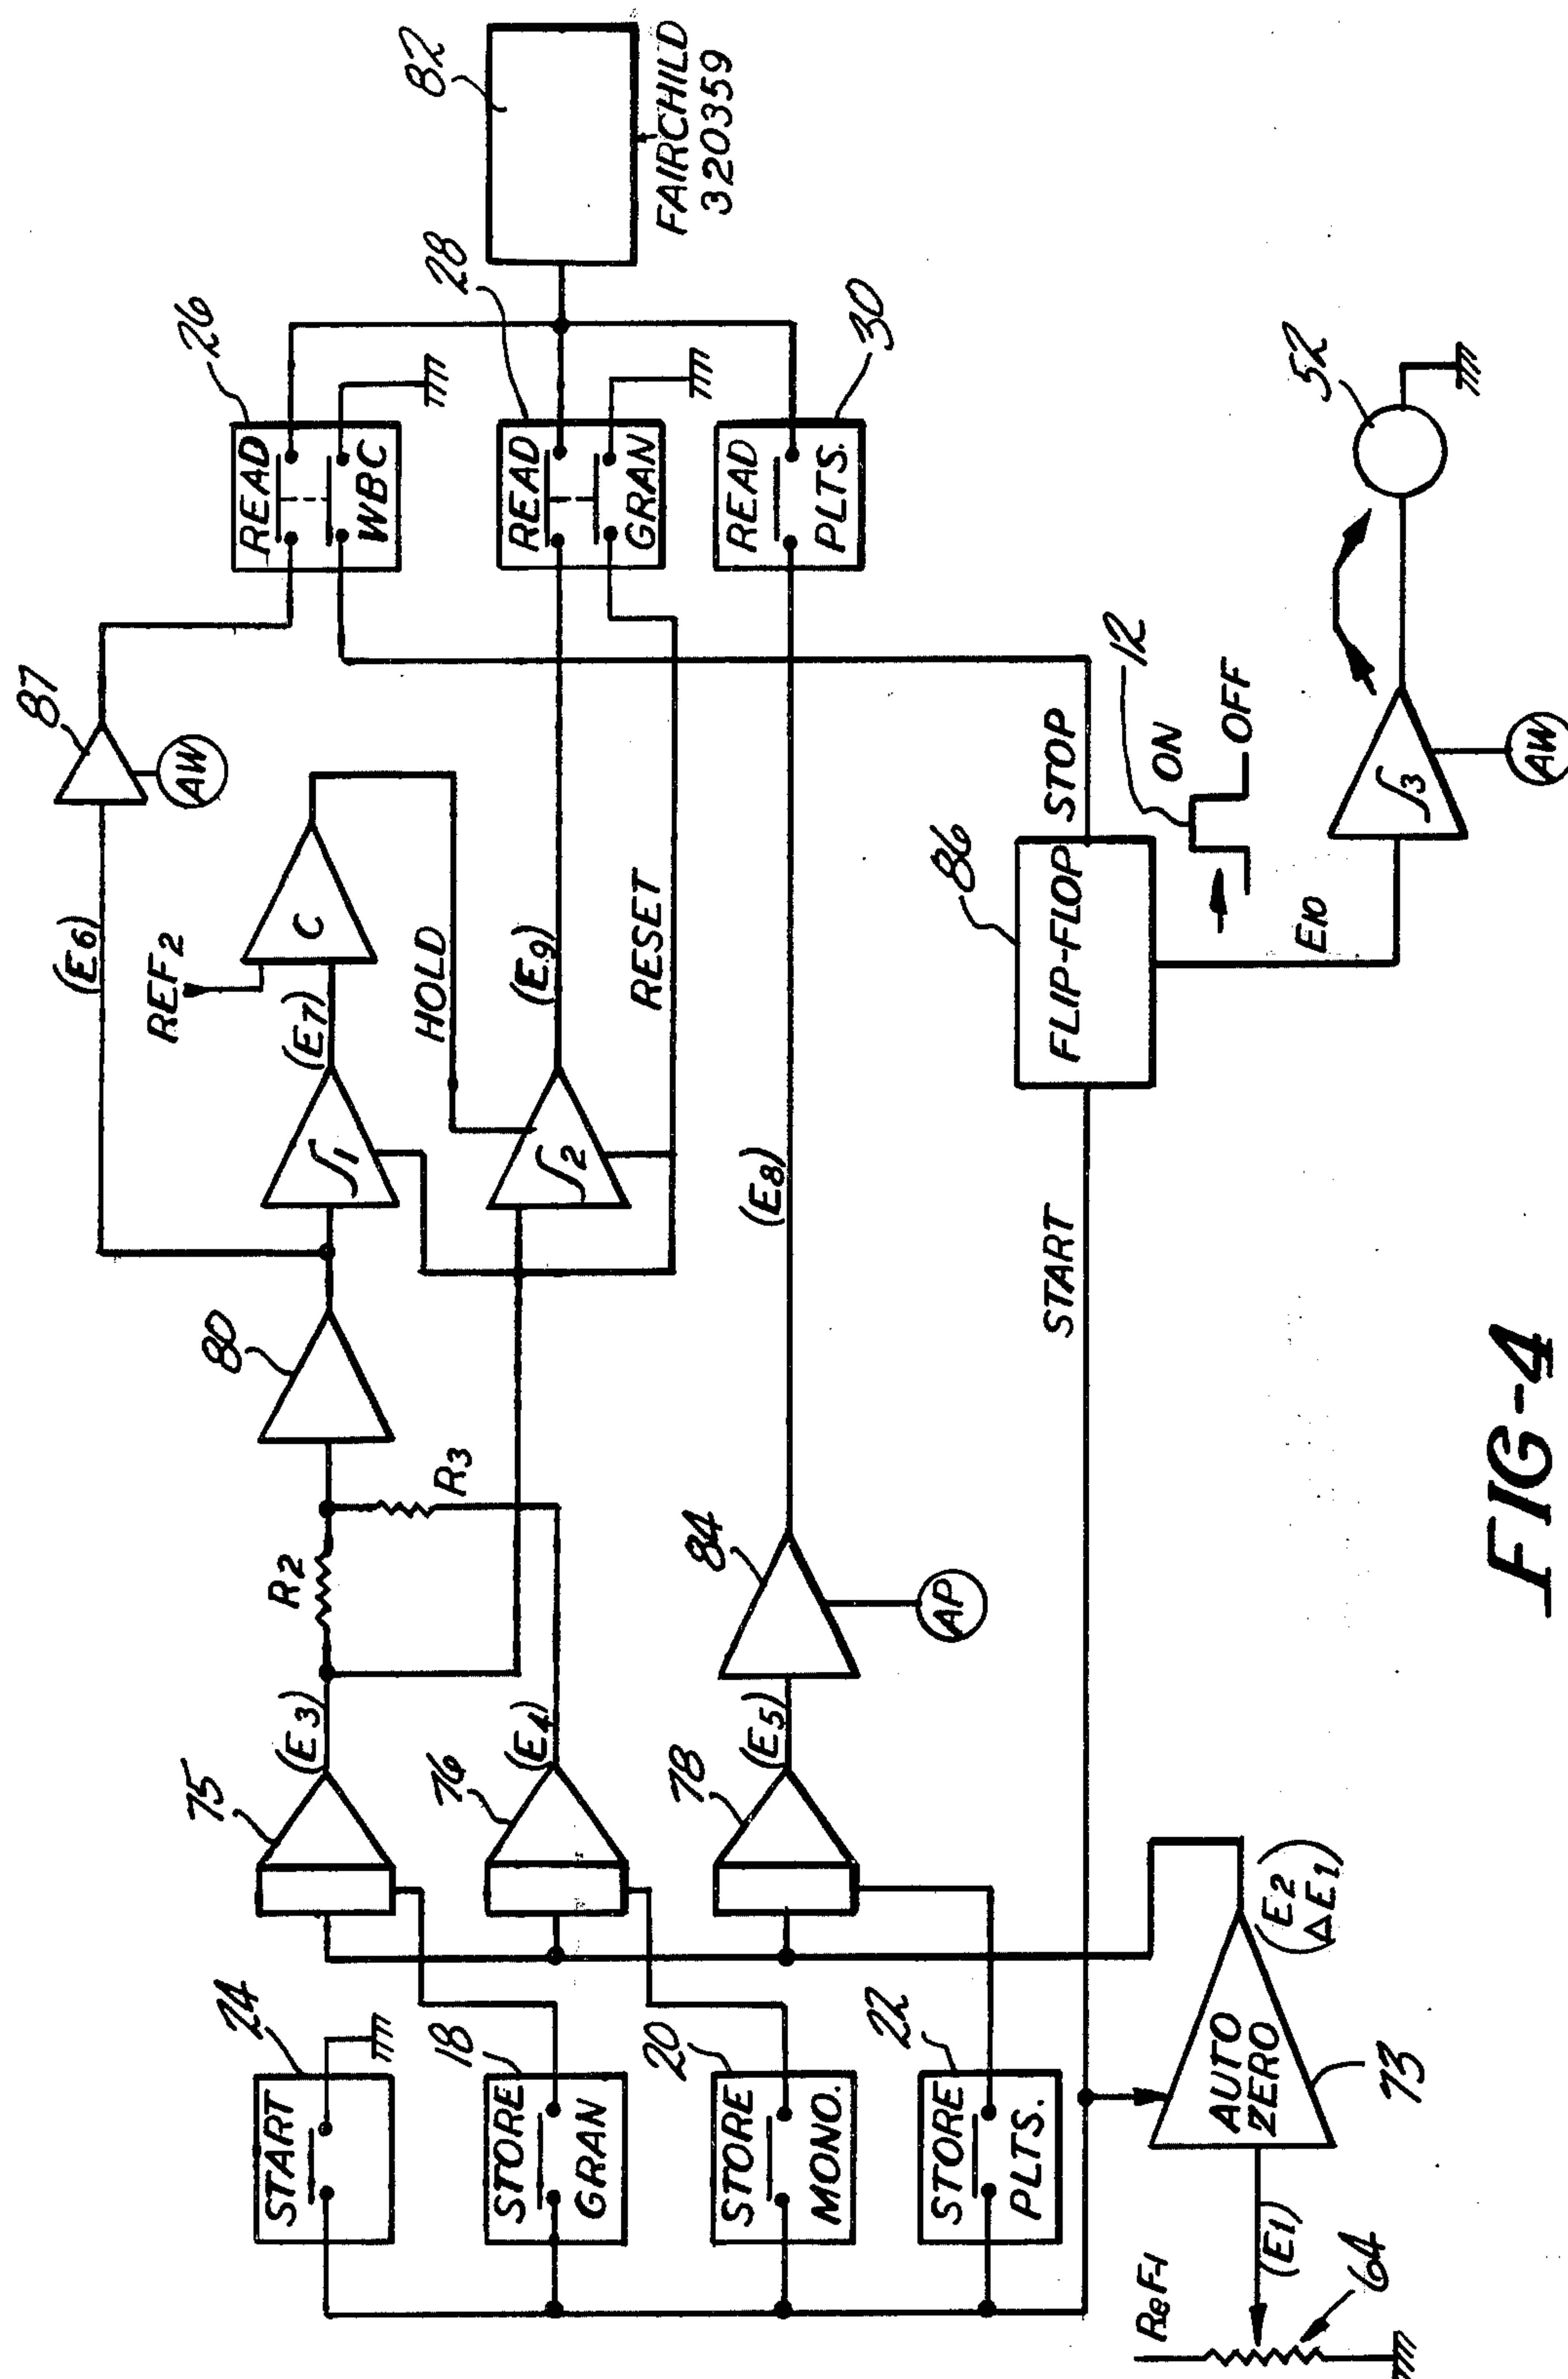 24
START
18
STORE
GRAN
20
STORE
MONO.
22
STORE
PLTS.
ReF1
(E1)
64
AUTO
ZERO
73
(E2
ΔE1)
75
(E3)
76
(E4)
78
(E5)
R2
R3
80
84
AP
∫1
(E7)
REF2
C
(E6)
87
AW
HOLD
∫2
(E9)
RESET
(E8)
START
86
FLIP-FLOP
STOP
E10
12
ON
OFF
∫3
AW
52
26
READ
WBC
28
READ
GRAN
30
READ
PLTS.
82
FAIRCHILD
320359
FIG-4